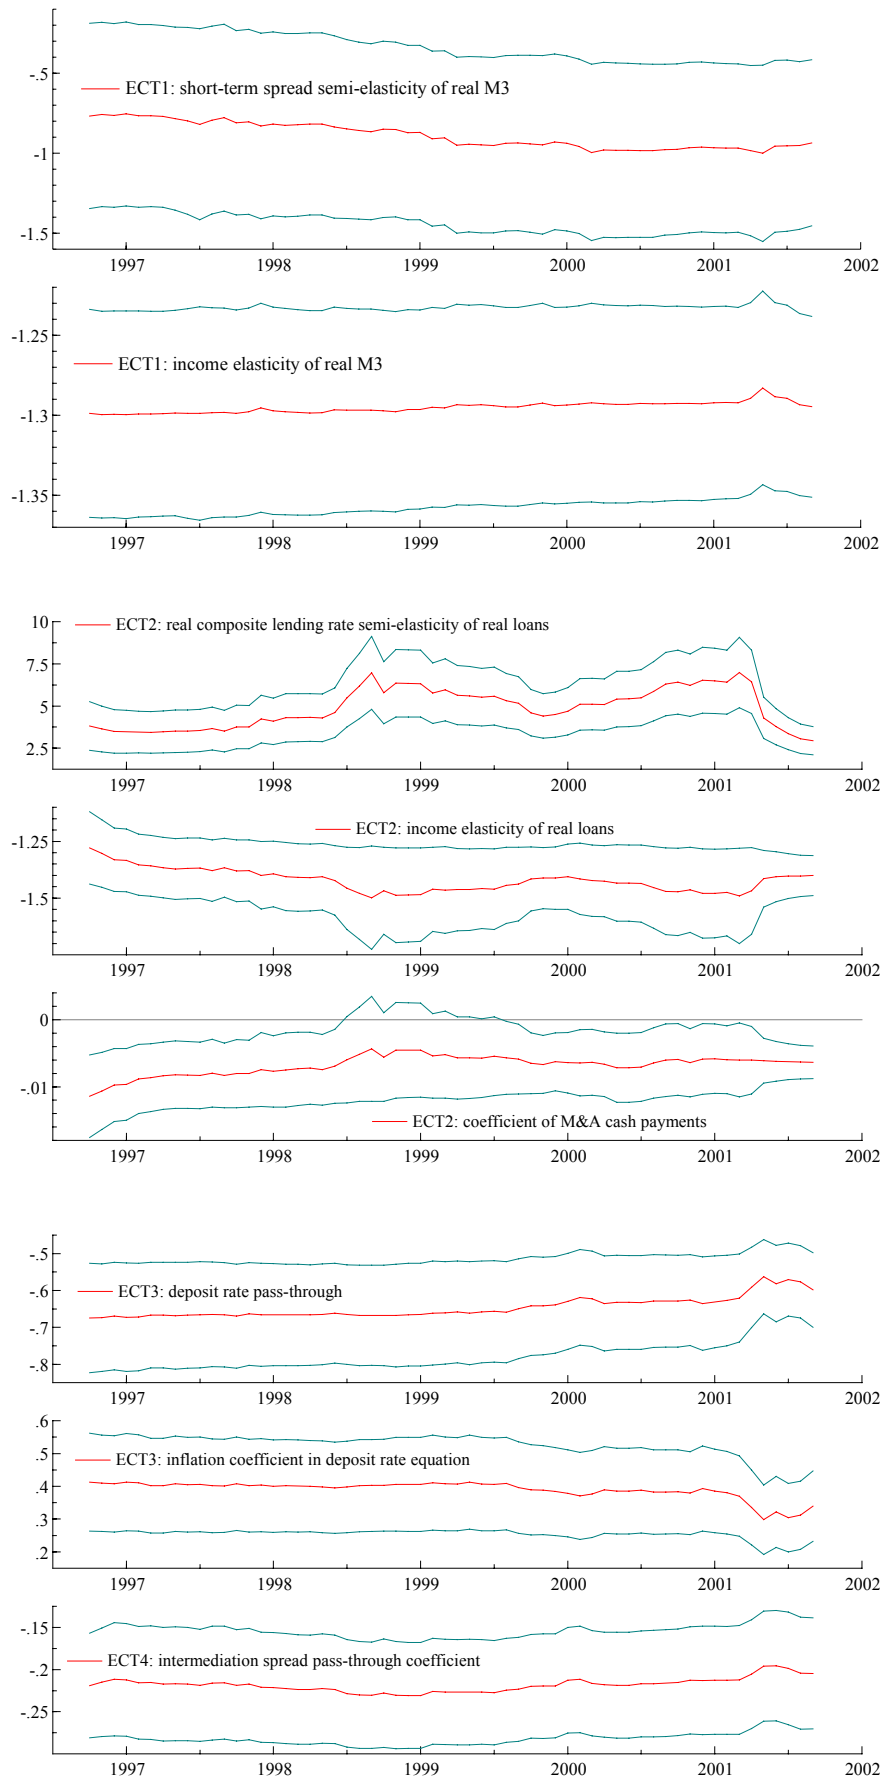 -.5
ECT1: short-term spread semi-elasticity of real M3
-1
-1.5
1997 1998 1999 2000 2001 2002
-1.25
ECT1: income elasticity of real M3
-1.3
-1.35
1997 1998 1999 2000 2001 2002
10
ECT2: real composite lending rate semi-elasticity of real loans
7.5
5
2.5
1997 1998 1999 2000 2001 2002
-1.25
ECT2: income elasticity of real loans
-1.5
1997 1998 1999 2000 2001 2002
0
-.01
ECT2: coefficient of M&A cash payments
1997 1998 1999 2000 2001 2002
-.5
ECT3: deposit rate pass-through
-.6
-.7
-.8
1997 1998 1999 2000 2001 2002
.6
.5
ECT3: inflation coefficient in deposit rate equation
.4
.3
.2
1997 1998 1999 2000 2001 2002
-.15
ECT4: intermediation spread pass-through coefficient
-.2
-.25
1997 1998 1999 2000 2001 2002